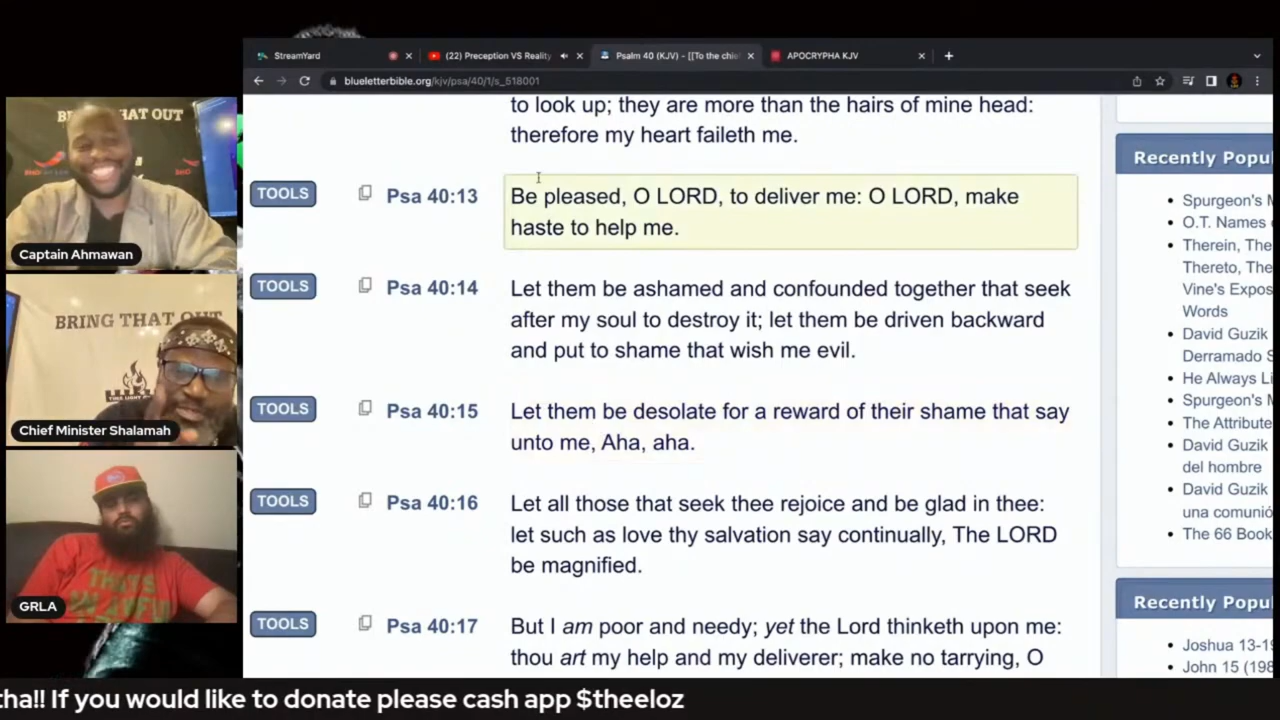 StreamYard
(22) Preception VS Reality
Psalm 40 (KJV) - [[To the chie
APOCRYPHA KJV
blueletterbible.org/kjv/psa/40/1/s_518001
BRING THAT OUT
Captain Ahmawan
BRING THAT OUT
Chief Minister Shalamah
THAT'S
GRLA
to look up; they are more than the hairs of mine head:
therefore my heart faileth me.
TOOLS Psa 40:13 Be pleased, O LORD, to deliver me: O LORD, make
haste to help me.
TOOLS Psa 40:14 Let them be ashamed and confounded together that seek
after my soul to destroy it; let them be driven backward
and put to shame that wish me evil.
TOOLS Psa 40:15 Let them be desolate for a reward of their shame that say
unto me, Aha, aha.
TOOLS Psa 40:16 Let all those that seek thee rejoice and be glad in thee:
let such as love thy salvation say continually, The LORD
be magnified.
TOOLS Psa 40:17 But I am poor and needy; yet the Lord thinketh upon me:
thou art my help and my deliverer; make no tarrying, O
Recently Popu
Spurgeon's M
O.T. Names
Therein, The
Thereto, The
Vine's Expos
Words
David Guzik
Derramado S
He Always Li
Spurgeon's M
The Attribute
David Guzik
del hombre
David Guzik
una comunió
The 66 Book
Recently Popu
Joshua 13-19
John 15 (198
tha!! If you would like to donate please cash app $theeloz